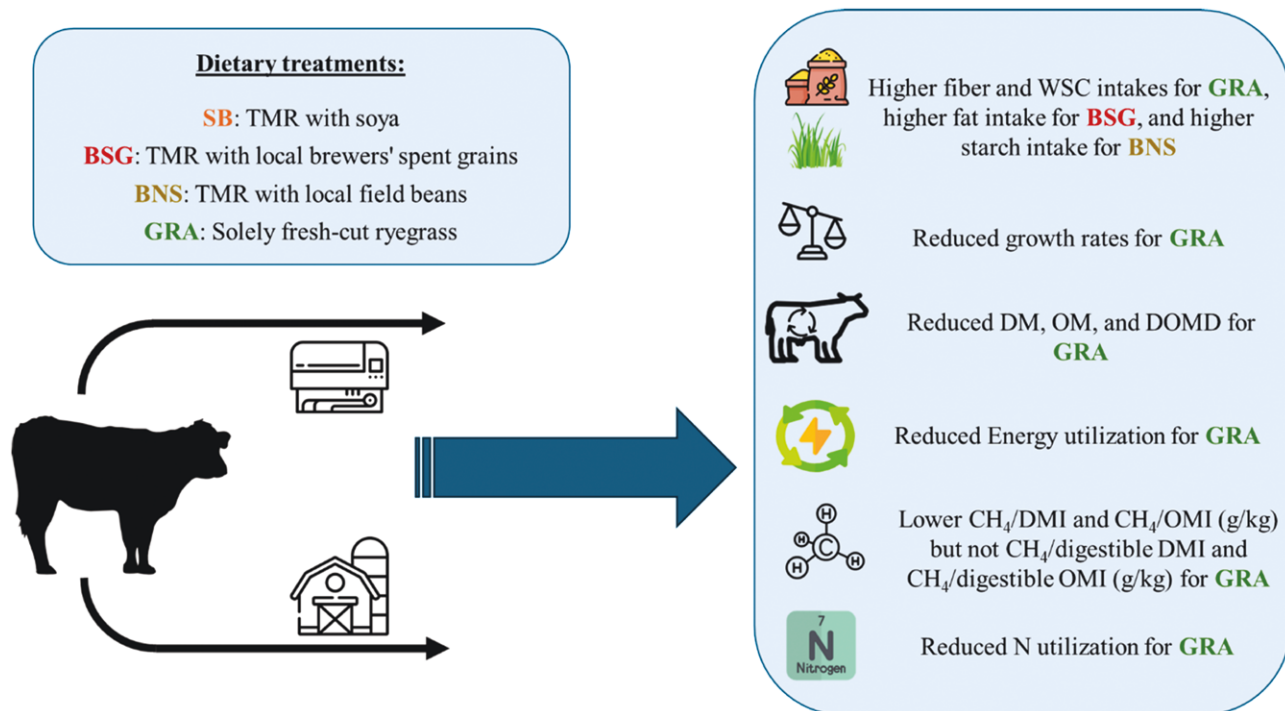 Dietary treatments:
SB: TMR with soya
BSG: TMR with local brewers' spent grains
BNS: TMR with local field beans
GRA: Solely fresh-cut ryegrass
Higher fiber and WSC intakes for GRA,
higher fat intake for BSG, and higher
starch intake for BNS
Reduced growth rates for GRA
Reduced DM, OM, and DOMD for
GRA
Reduced Energy utilization for GRA
H
H
C
H
H
Lower CH₄/DMI and CH₄/OMI (g/kg)
but not CH₄/digestible DMI and
CH₄/digestible OMI (g/kg) for GRA
7
N
Nitrogen
Reduced N utilization for GRA